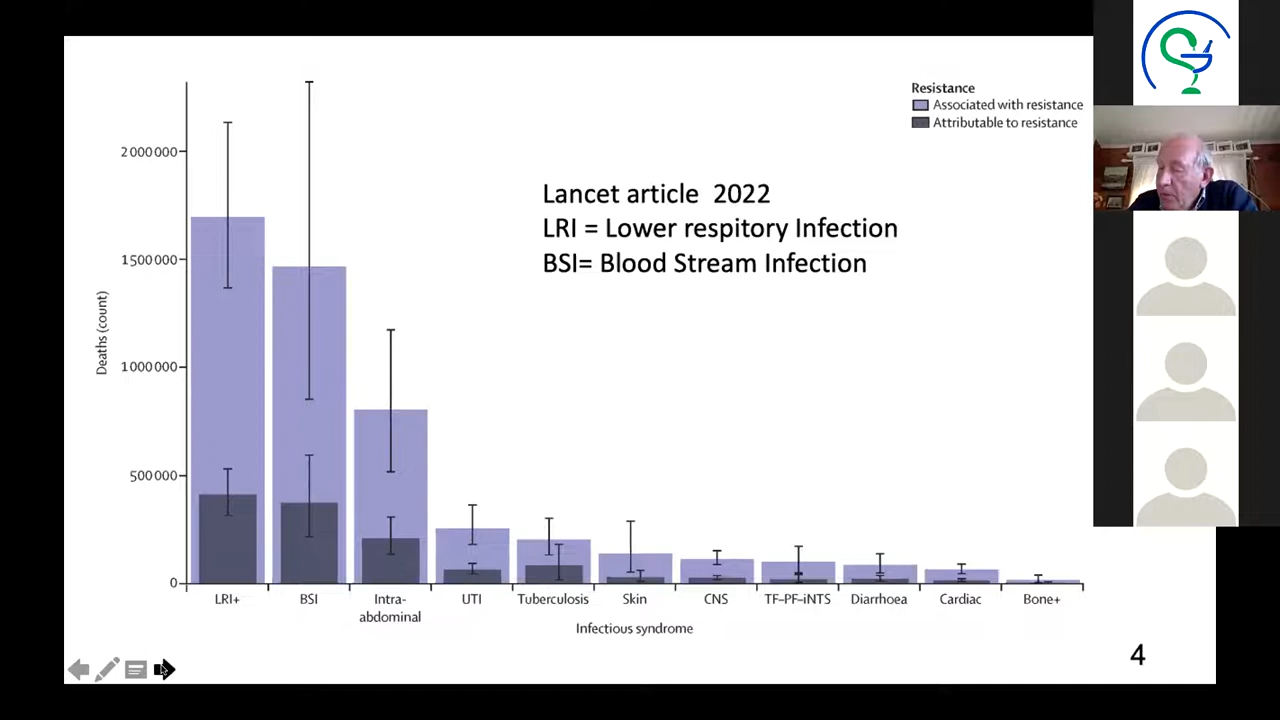 Resistance
Associated with resistance
Attributable to resistance
Lancet article 2022
LRI = Lower respitory Infection
BSI= Blood Stream Infection
Deaths (count)
2 000 000
1 500 000
1 000 000
500 000
0
LRI+ BSI Intra-abdominal UTI Tuberculosis Skin CNS TF–PF–iNTS Diarrhoea Cardiac Bone+
Infectious syndrome
4